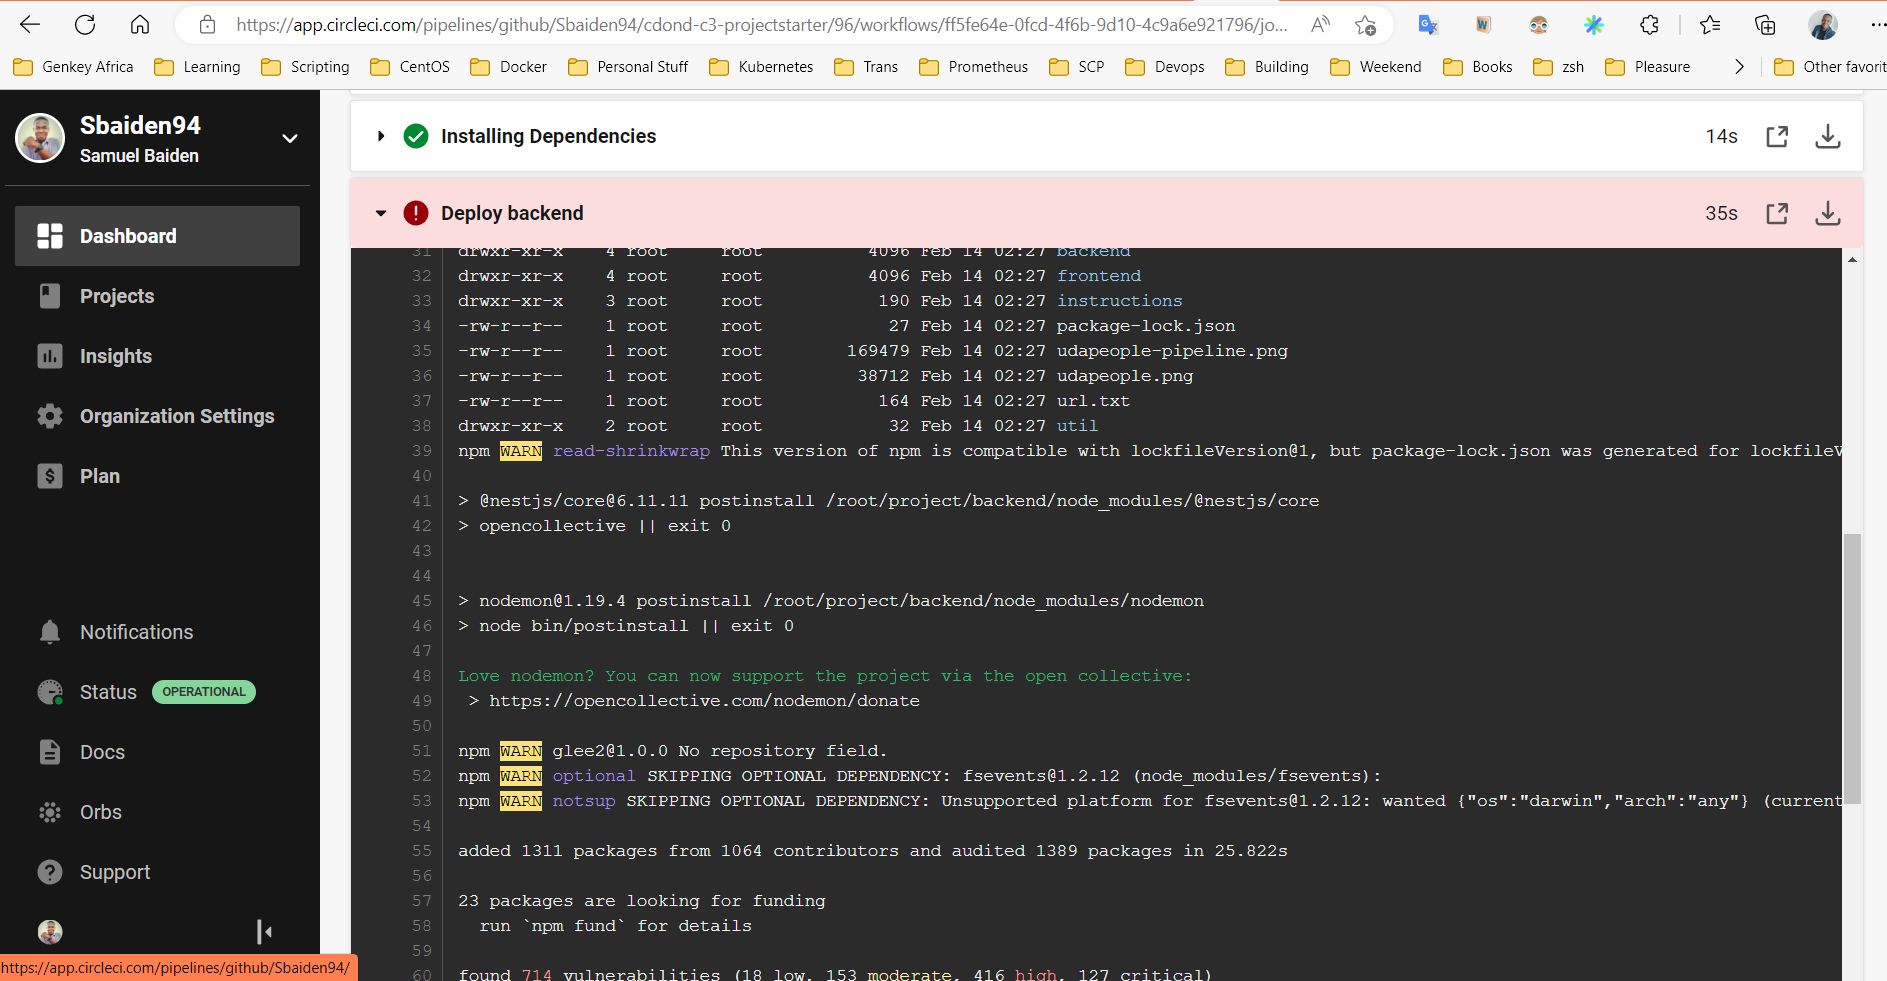 https://app.circleci.com/pipelines/github/Sbaiden94/cdond-c3-projectstarter/96/workflows/ff5fe64e-0fcd-4f6b-9d10-4c9a6e921796/jo...
Genkey Africa Learning Scripting CentOS Docker Personal Stuff Kubernetes Trans Prometheus SCP Devops Building Weekend Books zsh Pleasure Other favorit
Sbaiden94
Samuel Baiden
Dashboard
Projects
Insights
Organization Settings
Plan
Notifications
Status OPERATIONAL
Docs
Orbs
Support
https://app.circleci.com/pipelines/github/Sbaiden94/
Installing Dependencies 14s
Deploy backend 35s
31 drwxr-xr-x 4 root root 4096 Feb 14 02:27 backend
32 drwxr-xr-x 4 root root 4096 Feb 14 02:27 frontend
33 drwxr-xr-x 3 root root 190 Feb 14 02:27 instructions
34 -rw-r--r-- 1 root root 27 Feb 14 02:27 package-lock.json
35 -rw-r--r-- 1 root root 169479 Feb 14 02:27 udapeople-pipeline.png
36 -rw-r--r-- 1 root root 38712 Feb 14 02:27 udapeople.png
37 -rw-r--r-- 1 root root 164 Feb 14 02:27 url.txt
38 drwxr-xr-x 2 root root 32 Feb 14 02:27 util
39 npm WARN read-shrinkwrap This version of npm is compatible with lockfileVersion@1, but package-lock.json was generated for lockfileV
40
41 > @nestjs/core@6.11.11 postinstall /root/project/backend/node_modules/@nestjs/core
42 > opencollective || exit 0
43
44
45 > nodemon@1.19.4 postinstall /root/project/backend/node_modules/nodemon
46 > node bin/postinstall || exit 0
47
48 Love nodemon? You can now support the project via the open collective:
49 > https://opencollective.com/nodemon/donate
50
51 npm WARN glee2@1.0.0 No repository field.
52 npm WARN optional SKIPPING OPTIONAL DEPENDENCY: fsevents@1.2.12 (node_modules/fsevents):
53 npm WARN notsup SKIPPING OPTIONAL DEPENDENCY: Unsupported platform for fsevents@1.2.12: wanted {"os":"darwin","arch":"any"} (current
54
55 added 1311 packages from 1064 contributors and audited 1389 packages in 25.822s
56
57 23 packages are looking for funding
58 run `npm fund` for details
59
60 found 714 vulnerabilities (18 low, 153 moderate, 416 high, 127 critical)